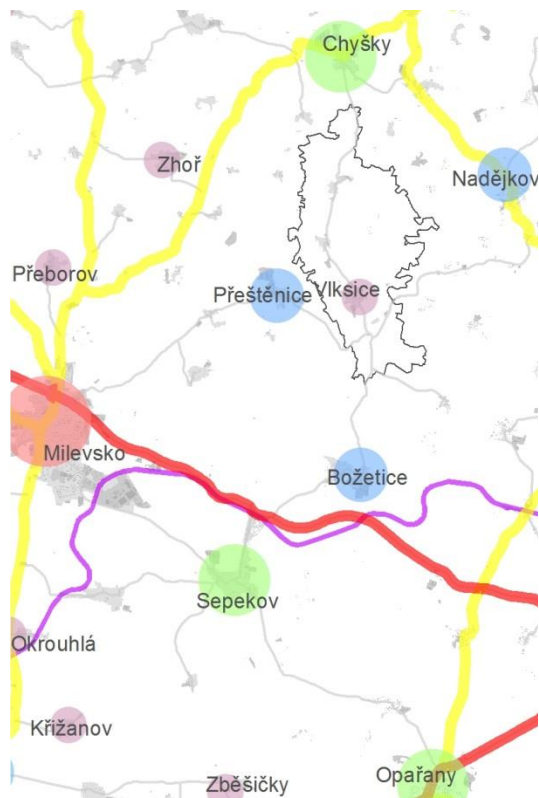 Chyšky
Zhoř
Nadějkov
Přeborov
Přeštěnice
Vlksice
Milevsko
Božetice
Sepekov
Okrouhlá
Křižanov
Opařany
Zběšičky